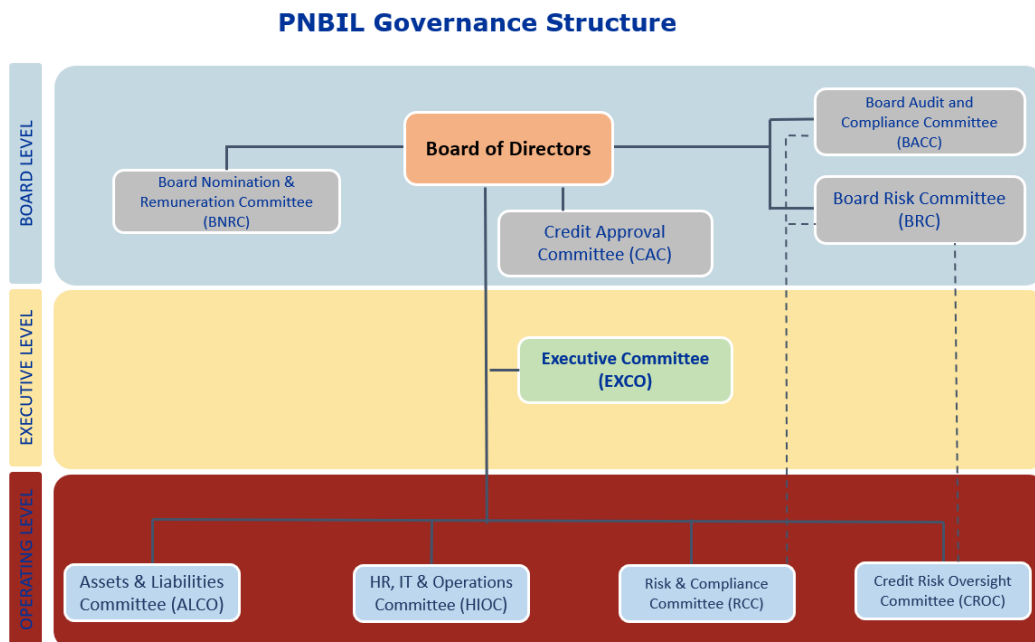 PNBIL Governance Structure
BOARD LEVEL
Board of Directors
Board Audit and
Compliance Committee
(BACC)
Board Nomination &
Remuneration Committee
(BNRC)
Credit Approval
Committee (CAC)
Board Risk Committee
(BRC)
EXECUTIVE LEVEL
Executive Committee
(EXCO)
OPERATING LEVEL
Assets & Liabilities
Committee (ALCO)
HR, IT & Operations
Committee (HIOC)
Risk & Compliance
Committee (RCC)
Credit Risk Oversight
Committee (CROC)